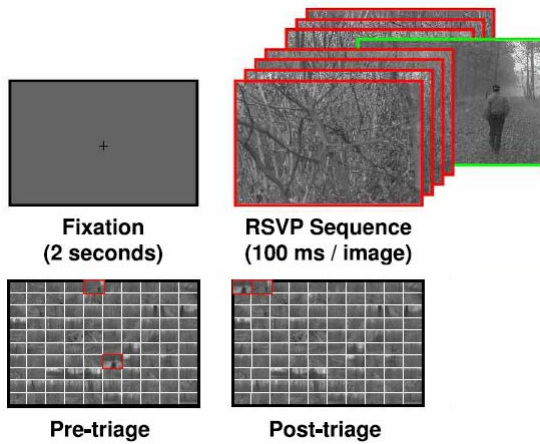 Fixation
(2 seconds)
RSVP Sequence
(100 ms / image)
Pre-triage
Post-triage